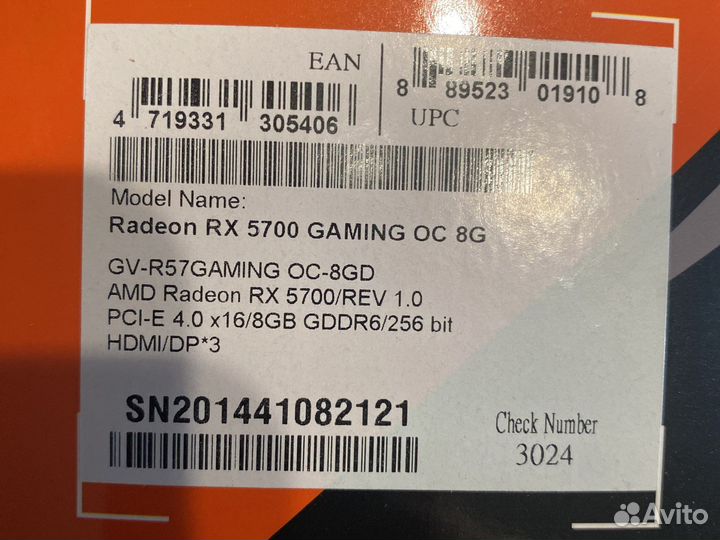 EAN
4 719331 305406
8 89523 01910 8
UPC
Model Name:
Radeon RX 5700 GAMING OC 8G
GV-R57GAMING OC-8GD
AMD Radeon RX 5700/REV 1.0
PCI-E 4.0 x16/8GB GDDR6/256 bit
HDMI/DP*3
SN201441082121
Check Number
3024
Avito